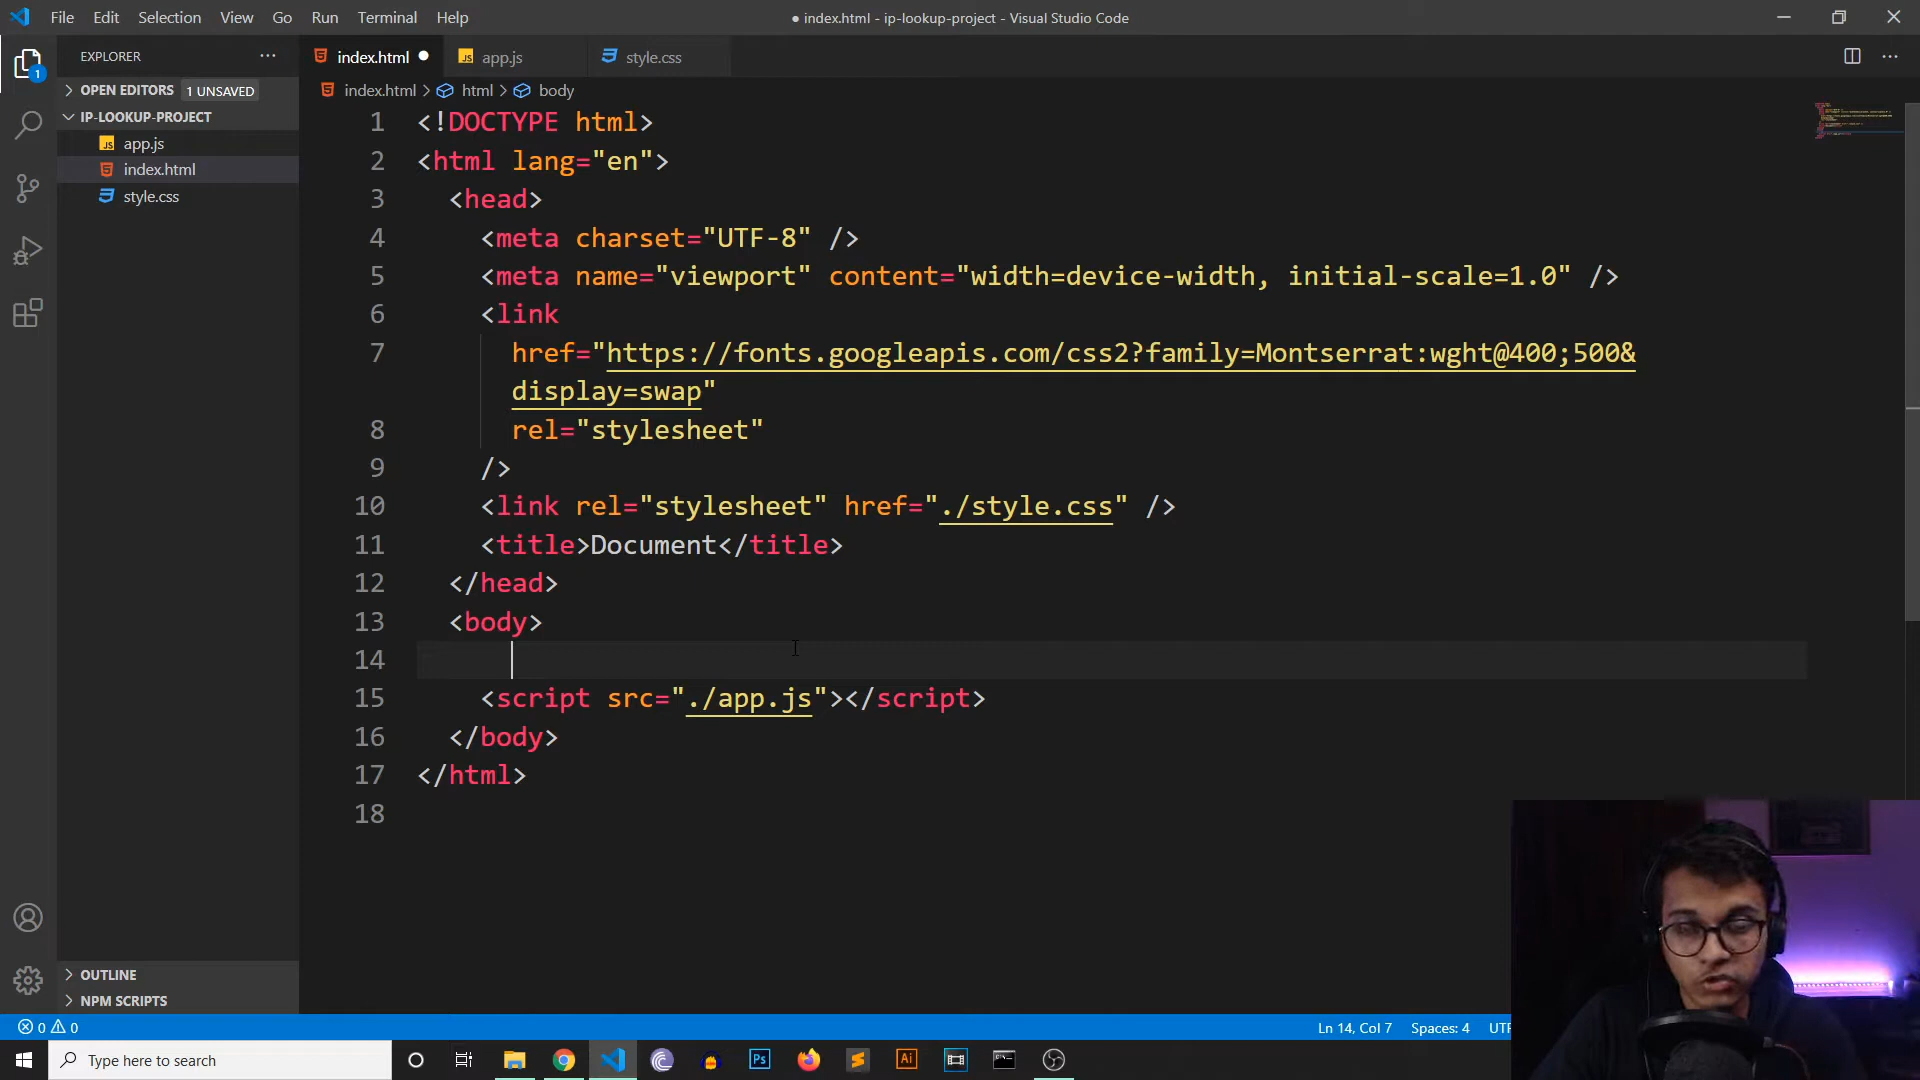 File Edit Selection View Go Run Terminal Help
● index.html - ip-lookup-project - Visual Studio Code
EXPLORER
index.html
app.js
style.css
1
OPEN EDITORS 1 UNSAVED
index.html > html > body
IP-LOOKUP-PROJECT
app.js
index.html
style.css
1 <!DOCTYPE html>
2 <html lang="en">
3 <head>
4 <meta charset="UTF-8" />
5 <meta name="viewport" content="width=device-width, initial-scale=1.0" />
6 <link
7 href="https://fonts.googleapis.com/css2?family=Montserrat:wght@400;500&
display=swap"
8 rel="stylesheet"
9 />
10 <link rel="stylesheet" href="./style.css" />
11 <title>Document</title>
12 </head>
13 <body>
14
15 <script src="./app.js"></script>
16 </body>
17 </html>
18
OUTLINE
NPM SCRIPTS
0 0
Ln 14, Col 7 Spaces: 4 UTF
Type here to search
Ps
Ai